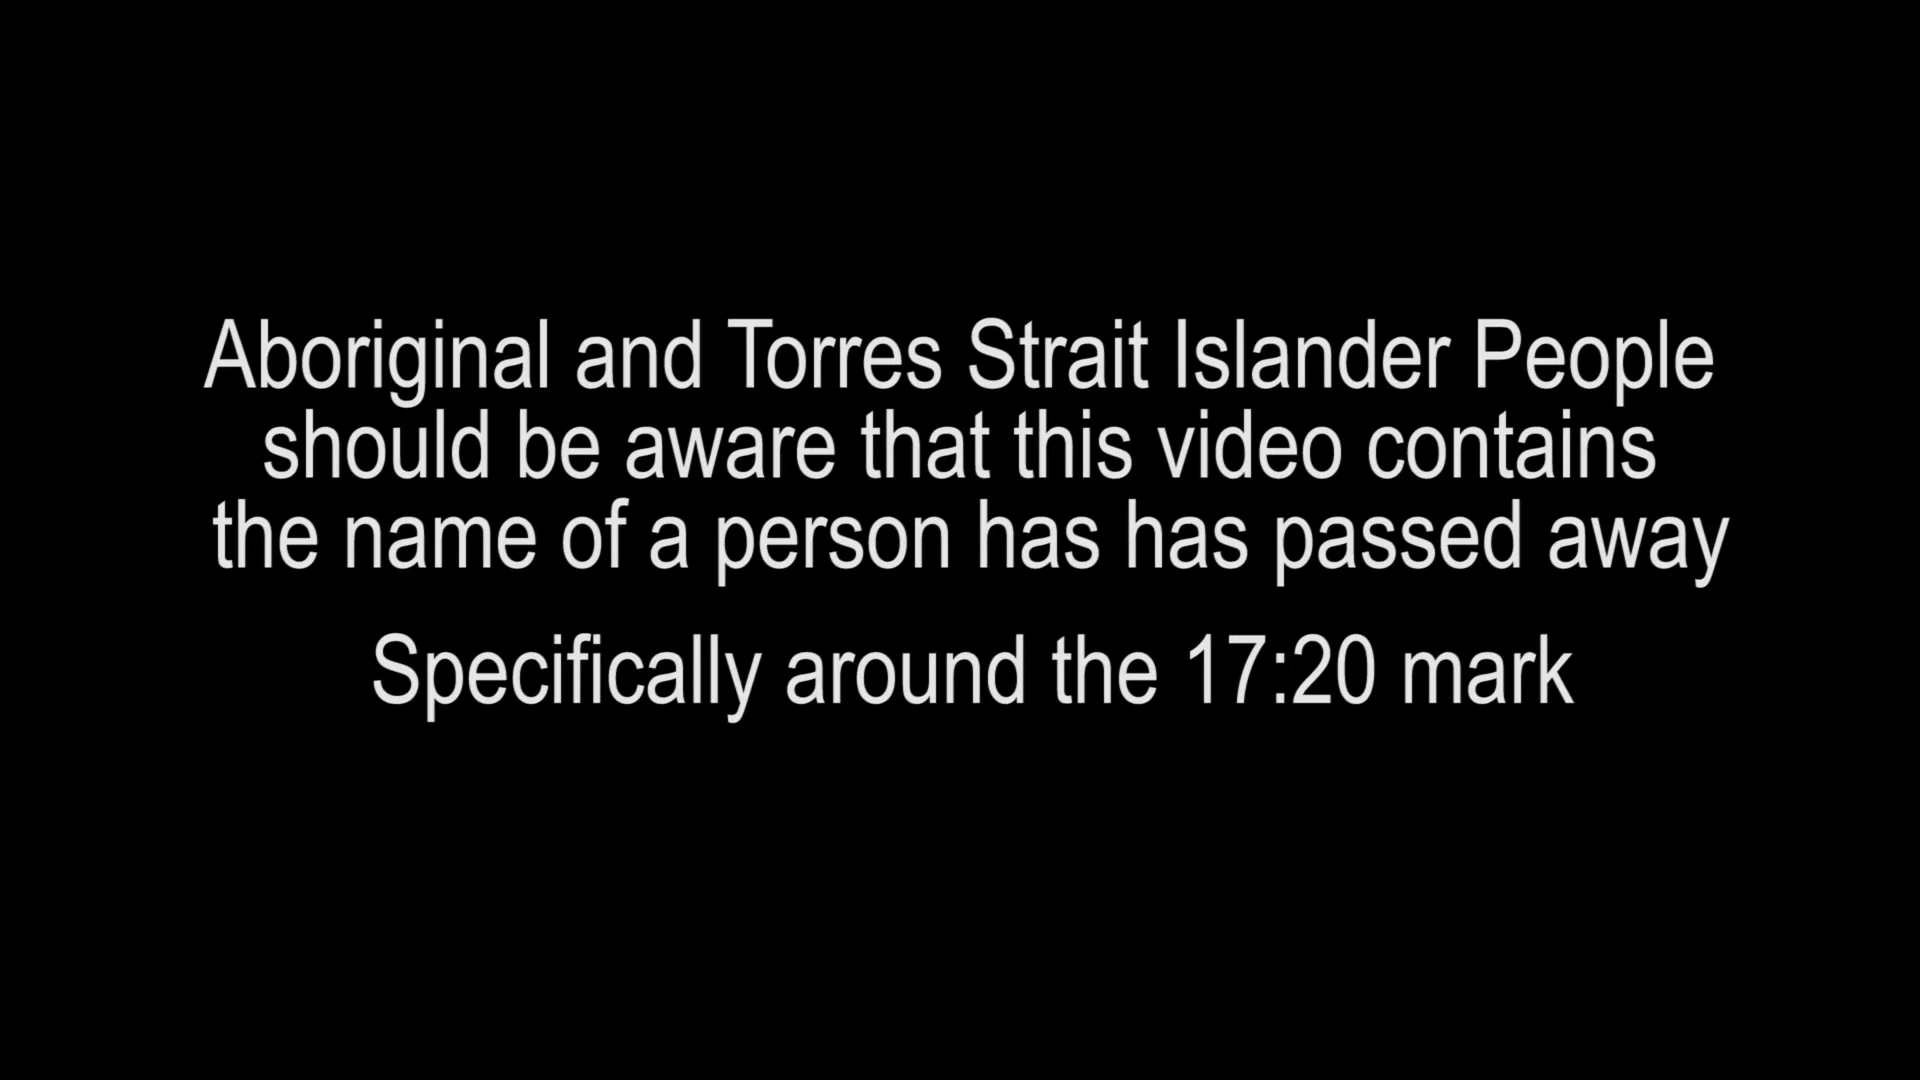 Aboriginal and Torres Strait Islander People
should be aware that this video contains
the name of a person has has passed away
Specifically around the 17:20 mark